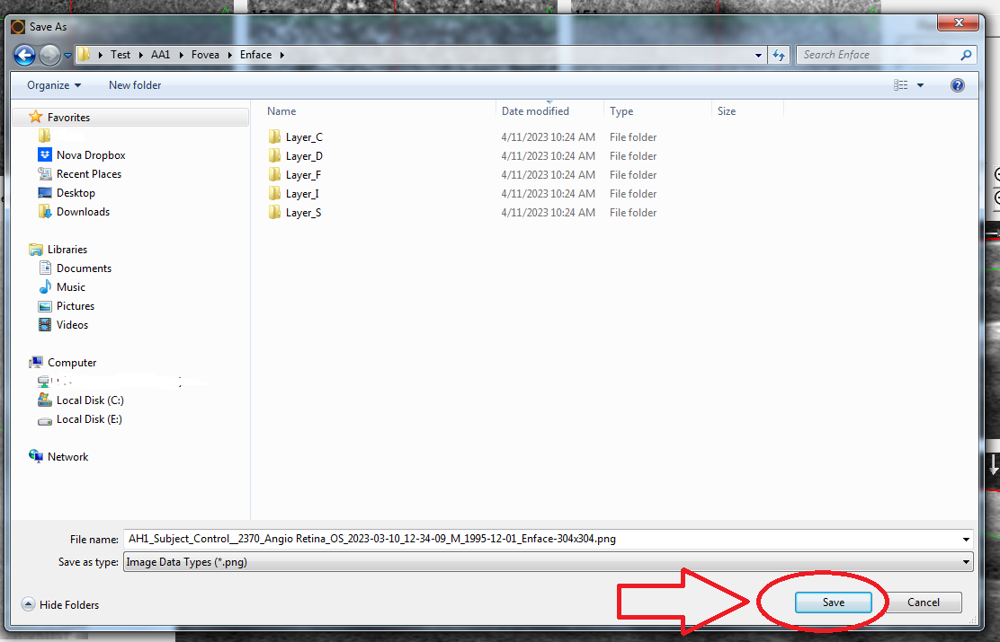 Save As
Test AA1 Fovea Enface
Search Enface
Organize New folder
Name Date modified Type Size
Favorites
Nova Dropbox
Recent Places
Desktop
Downloads
Libraries
Documents
Music
Pictures
Videos
Computer
Local Disk (C:)
Local Disk (E:)
Network
Layer_C 4/11/2023 10:24 AM File folder
Layer_D 4/11/2023 10:24 AM File folder
Layer_F 4/11/2023 10:24 AM File folder
Layer_I 4/11/2023 10:24 AM File folder
Layer_S 4/11/2023 10:24 AM File folder
File name: AH1_Subject_Control__2370_Angio Retina_OS_2023-03-10_12-34-09_M_1995-12-01_Enface-304x304.png
Save as type: Image Data Types (*.png)
Hide Folders
Save Cancel